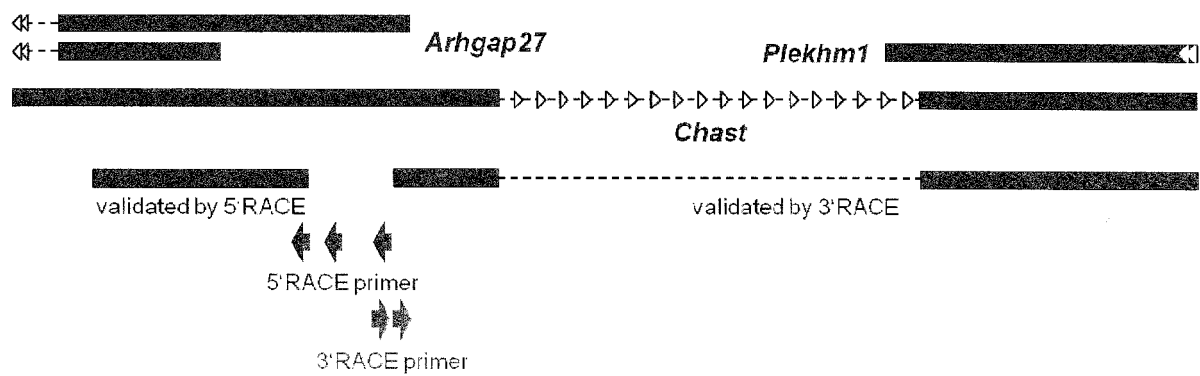 Arhgap27
Plekhm1
Chast
validated by 5'RACE
validated by 3'RACE
5'RACE primer
3'RACE primer